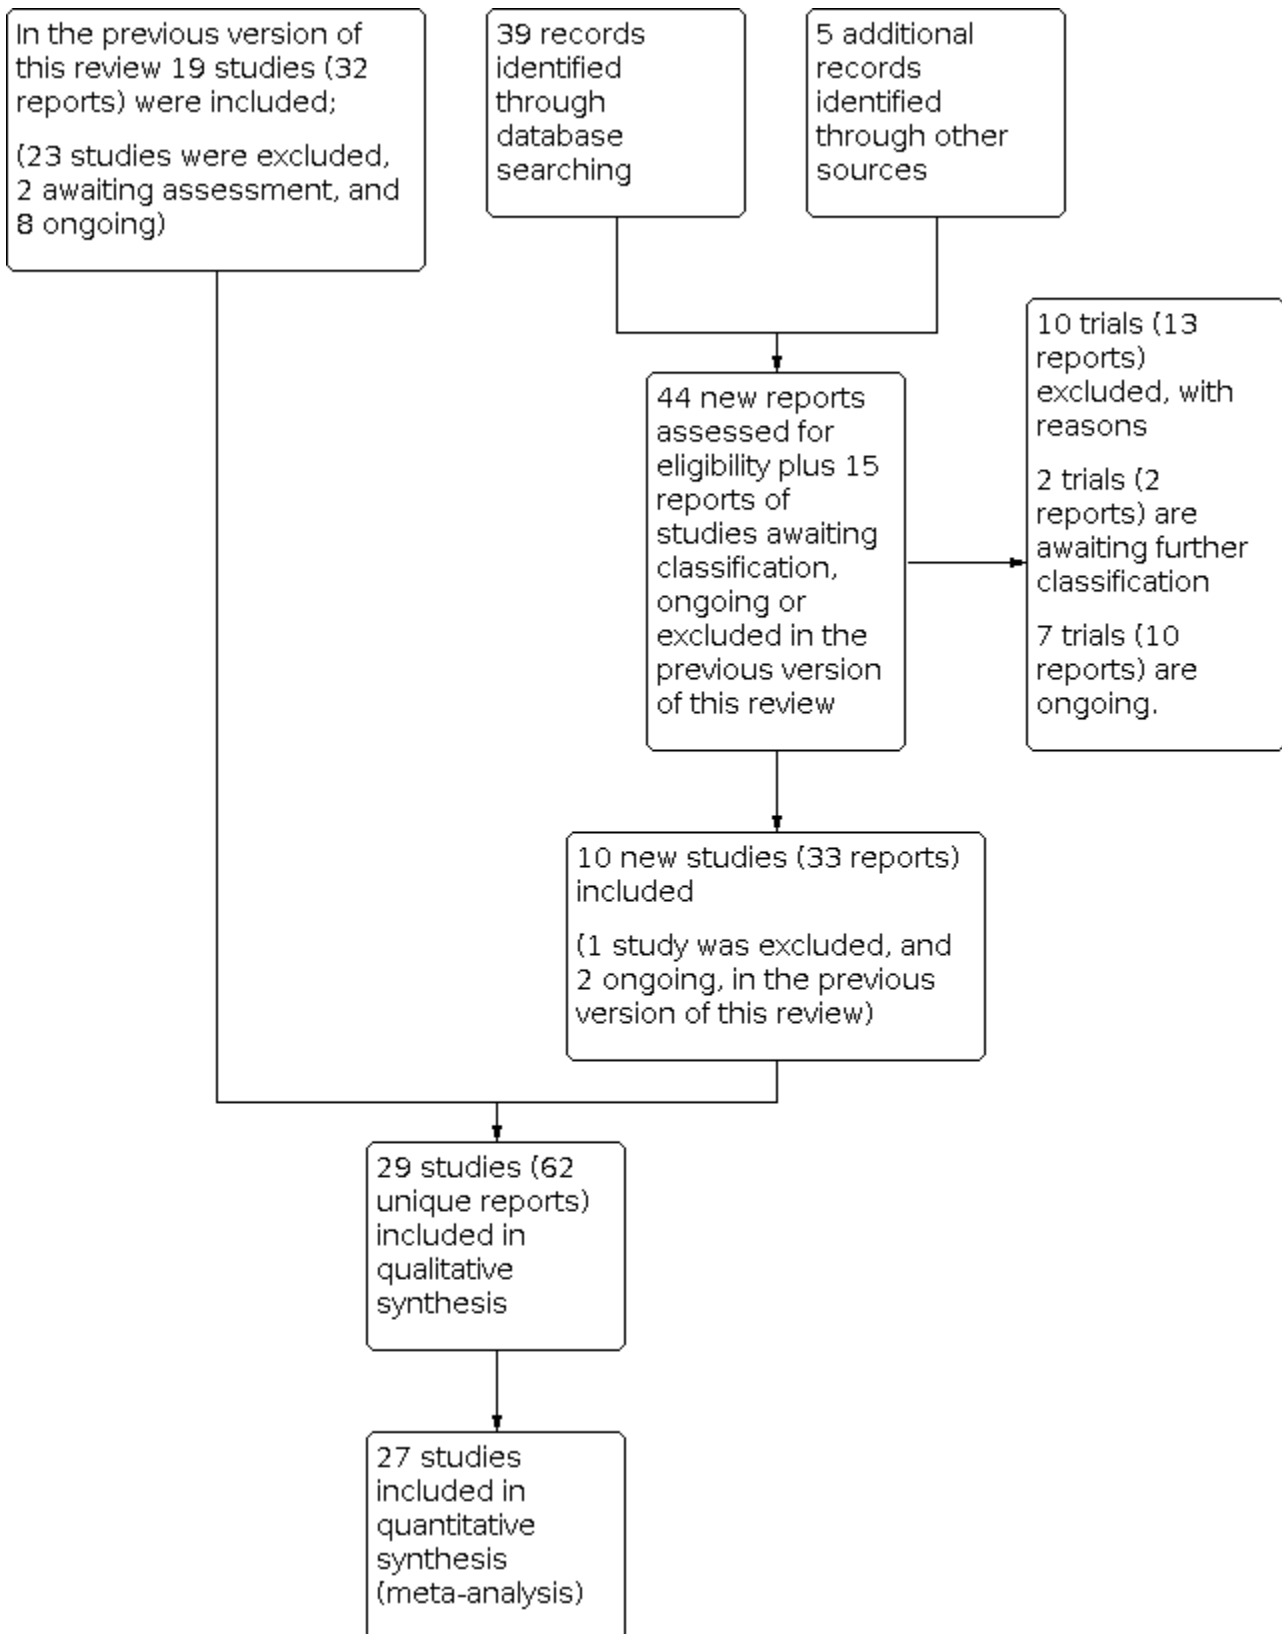 In the previous version of
this review 19 studies (32
reports) were included;
(23 studies were excluded,
2 awaiting assessment, and
8 ongoing)
39 records
identified
through
database
searching
5 additional
records
identified
through other
sources
44 new reports
assessed for
eligibility plus 15
reports of
studies awaiting
classification,
ongoing or
excluded in the
previous version
of this review
10 trials (13
reports)
excluded, with
reasons
2 trials (2
reports) are
awaiting further
classification
7 trials (10
reports) are
ongoing.
10 new studies (33 reports)
included
(1 study was excluded, and
2 ongoing, in the previous
version of this review)
29 studies (62
unique reports)
included in
qualitative
synthesis
27 studies
included in
quantitative
synthesis
(meta-analysis)